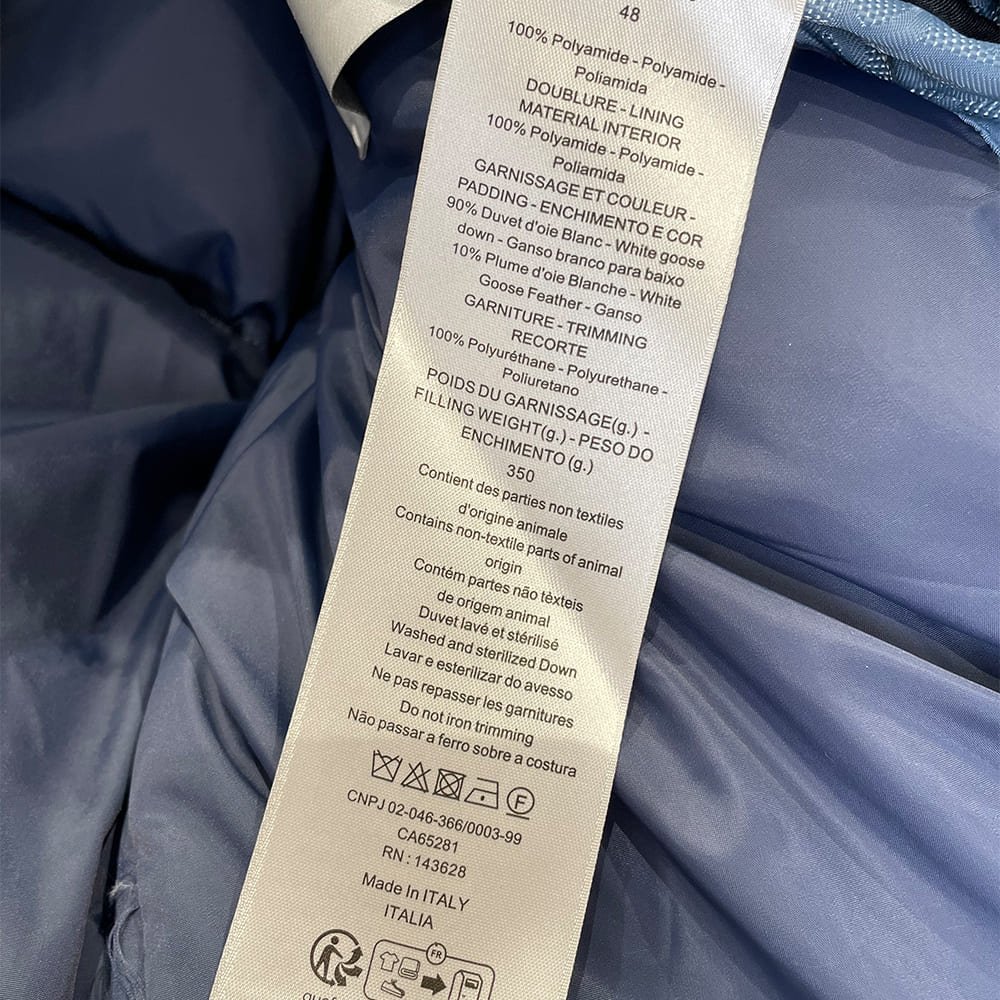 48
100% Polyamide - Polyamide -
Poliamida
DOUBLURE - LINING
MATERIAL INTERIOR
100% Polyamide - Polyamide -
Poliamida
GARNISSAGE ET COULEUR -
PADDING - ENCHIMENTO E COR
90% Duvet d'oie Blanc - White goose
down - Ganso branco para baixo
10% Plume d'oie Blanche - White
Goose Feather - Ganso
GARNITURE - TRIMMING
RECORTE
100% Polyuréthane - Polyurethane -
Poliuretano
POIDS DU GARNISSAGE(g.) -
FILLING WEIGHT(g.) - PESO DO
ENCHIMENTO (g.)
350
Contient des parties non textiles
d'origine animale
Contains non-textile parts of animal
origin
Contém partes não tèxteis
de origem animal
Duvet lavé et stérilisé
Washed and sterilized Down
Lavar e esterilizar do avesso
Ne pas repasser les garnitures
Do not iron trimming
Não passar a ferro sobre a costura
F
CNPJ 02-046-366/0003-99
CA65281
RN : 143628
Made In ITALY
ITALIA
FR